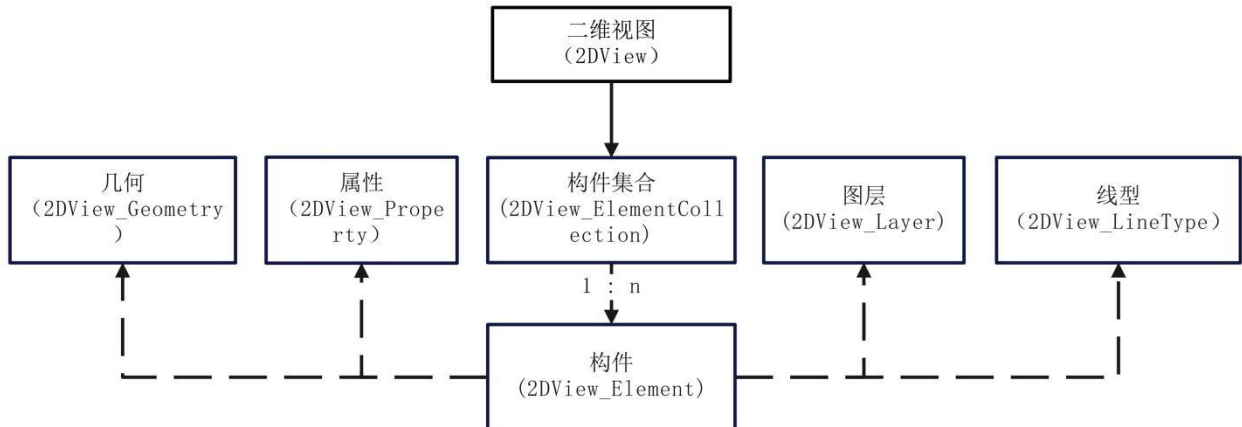 二维视图
(2DView)
几何
(2DView_Geometry
)
属性
(2DView_Prope
rty)
构件集合
(2DView_ElementColl
ection)
图层
(2DView_Layer)
线型
(2DView_LineType)
1 : n
构件
(2DView_Element)